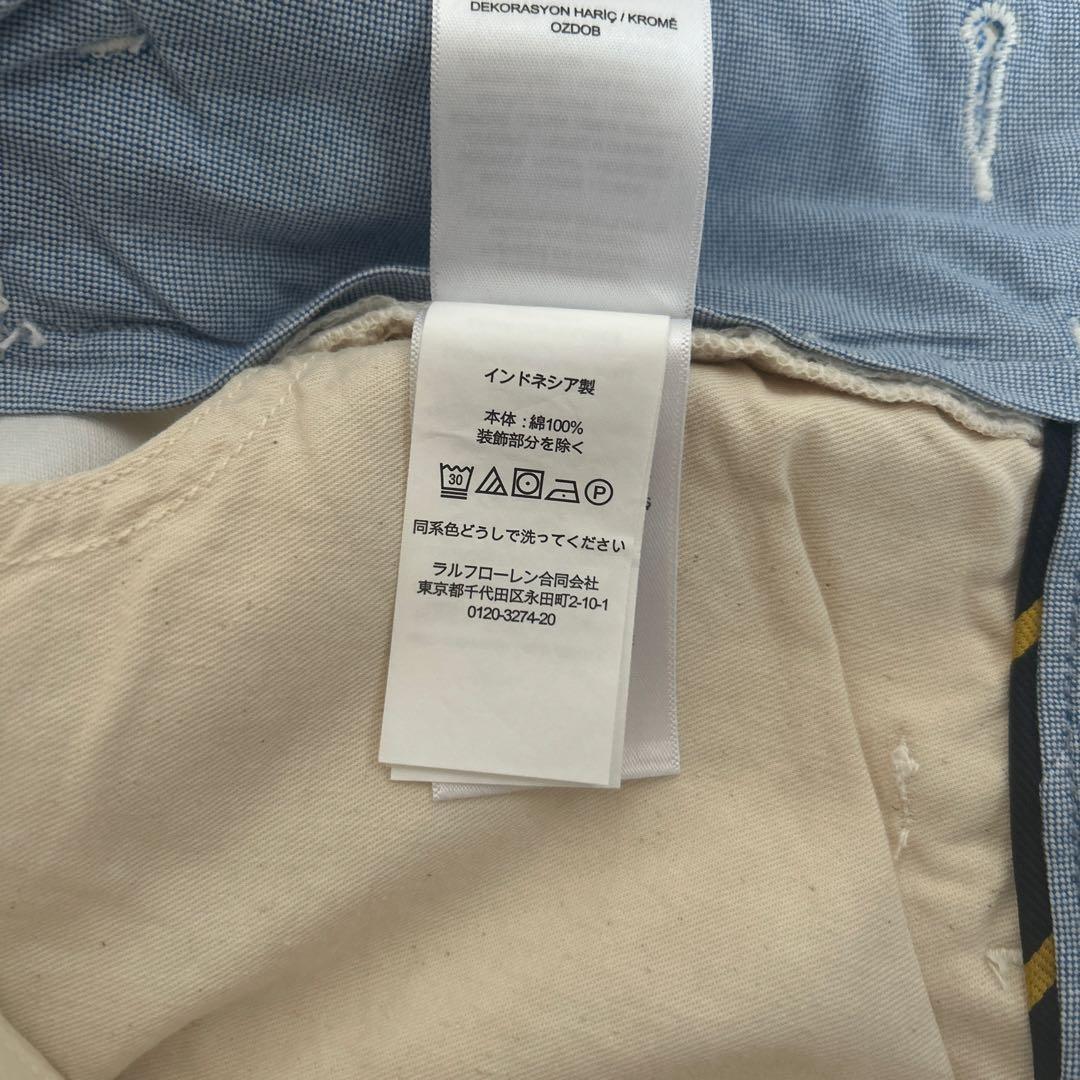 DEKORASYON HARİÇ / KROMĚ
OZDOB
インドネシア製
本体：綿100%
装飾部分を除く
30
P
同系色どうしで洗ってください
ラルフローレン合同会社
東京都千代田区永田町2-10-1
0120-3274-20